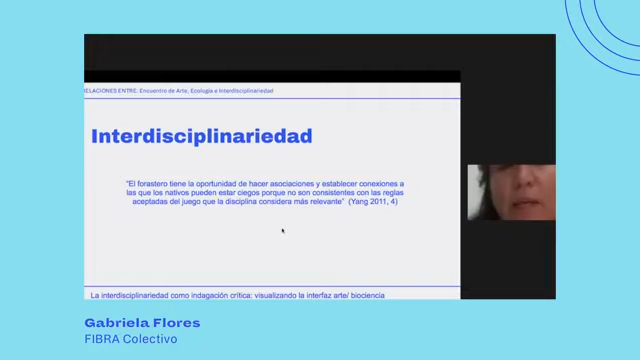 RELACIONES ENTRE: Encuentro de Arte, Ecología e Interdisciplinariedad
Interdisciplinariedad
"El forastero tiene la oportunidad de hacer asociaciones y establecer conexiones a
las que los nativos pueden estar ciegos porque no son consistentes con las reglas
aceptadas del juego que la disciplina considera más relevante" (Yang 2011, 4)
La interdisciplinariedad como indagación crítica: visualizando la interfaz arte/ biociencia
Gabriela Flores
FIBRA Colectivo